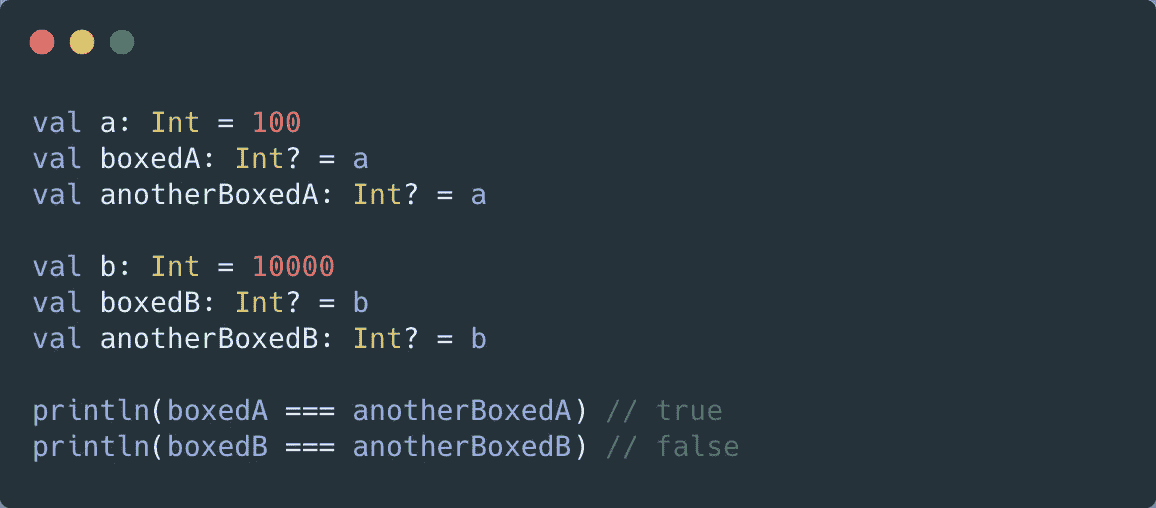 val a: Int = 100
val boxedA: Int? = a
val anotherBoxedA: Int? = a
val b: Int = 10000
val boxedB: Int? = b
val anotherBoxedB: Int? = b
println(boxedA === anotherBoxedA) // true
println(boxedB === anotherBoxedB) // false